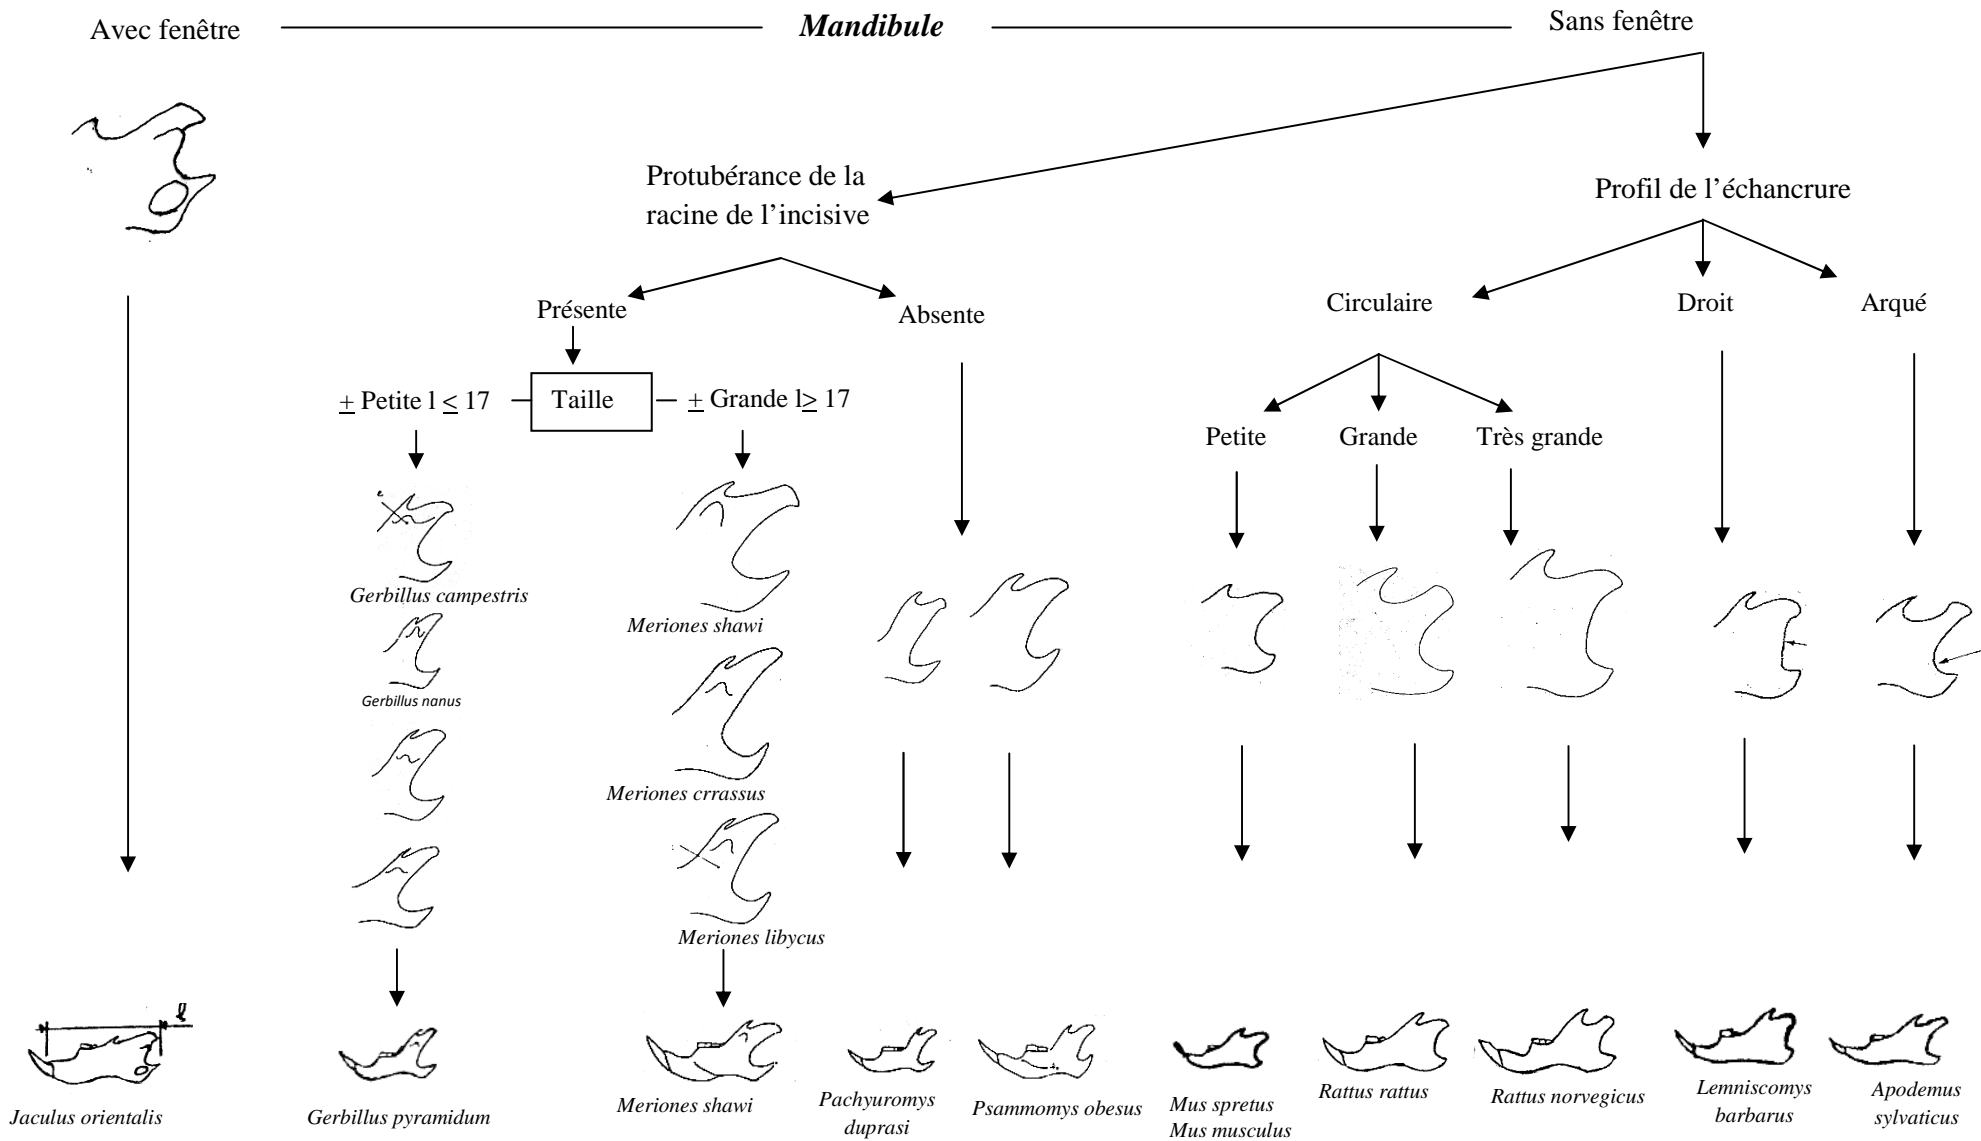 Avec fenêtre
Mandibule
Sans fenêtre
Protubérance de la
racine de l’incisive
Profil de l’échancrure
Présente
Absente
Circulaire
Droit
Arqué
+ Petite l ≤ 17
Taille
+ Grande l≥ 17
Petite
Grande
Très grande
Gerbillus campestris
Meriones shawi
Gerbillus nanus
Meriones crrassus
Meriones libycus
l
Jaculus orientalis
Gerbillus pyramidum
Meriones shawi
Pachyuromys
duprasi
Psammomys obesus
Mus spretus
Mus musculus
Rattus rattus
Rattus norvegicus
Lemniscomys
barbarus
Apodemus
sylvaticus